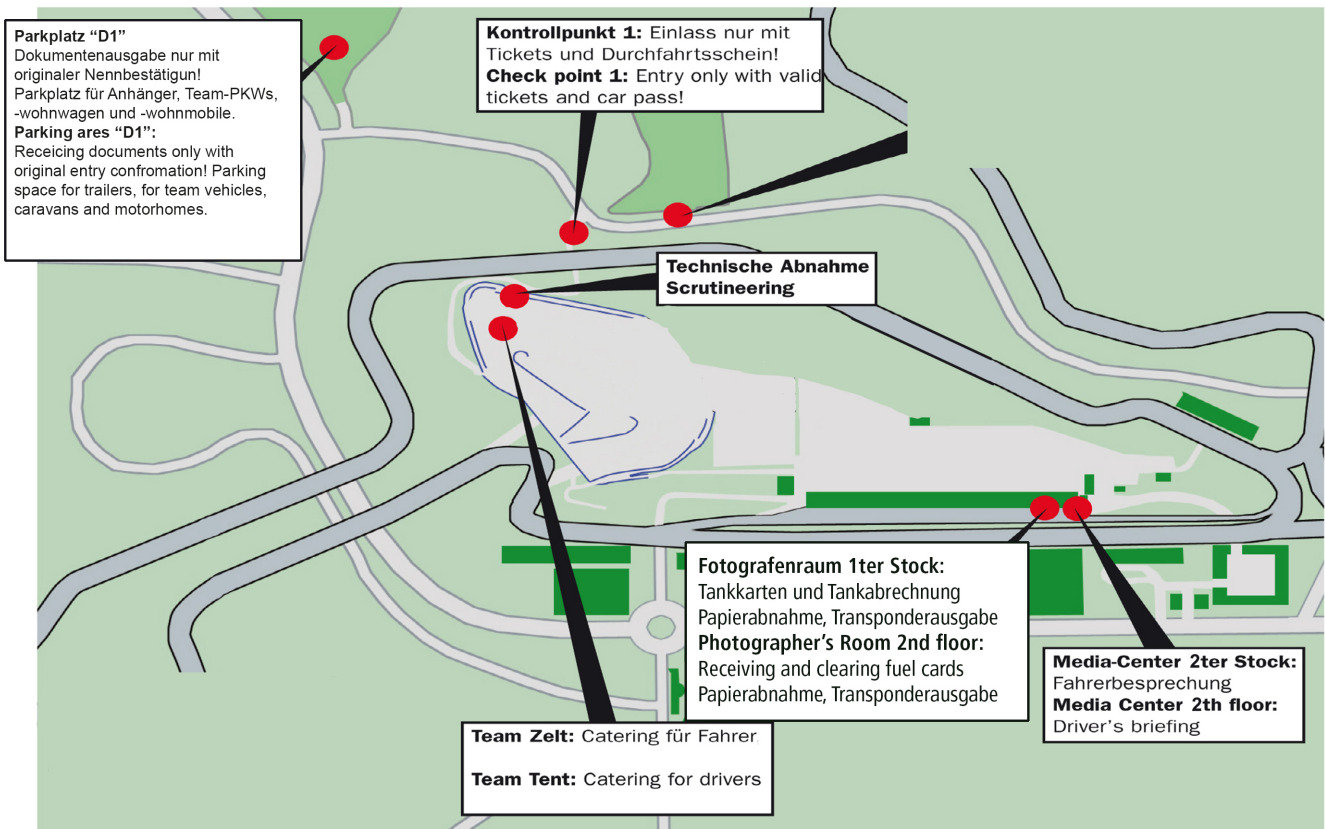 Parkplatz “D1”
Dokumentenausgabe nur mit
originaler Nennbestätigun!
Parkplatz für Anhänger, Team-PKWs,
-wohnwagen und -wohnmobile.
Parking ares “D1”:
Receicing documents only with
original entry confromation! Parking
space for trailers, for team vehicles,
caravans and motorhomes.
Kontrollpunkt 1: Einlass nur mit
Tickets und Durchfahrtsschein!
Check point 1: Entry only with valid
tickets and car pass!
Technische Abnahme
Scrutineering
Fotografenraum 1ter Stock:
Tankkarten und Tankabrechnung
Papierabnahme, Transponderausgabe
Photographer’s Room 2nd floor:
Receiving and clearing fuel cards
Papierabnahme, Transponderausgabe
Media-Center 2ter Stock:
Fahrerbesprechung
Media Center 2th floor:
Driver’s briefing
Team Zelt: Catering für Fahrer
Team Tent: Catering for drivers